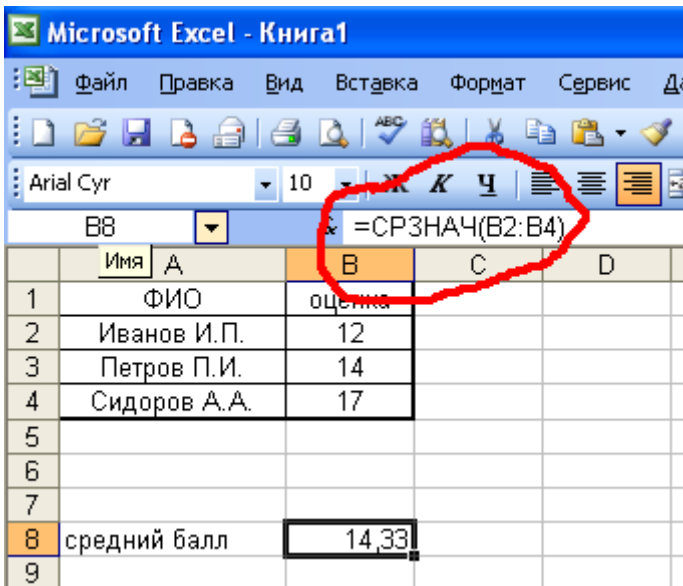 Microsoft Excel - Книга1
Файл Правка Вид Вставка Формат Сервис
ABC
Arial Cyr 10 Ж К Ч
B8 =СРЗНАЧ(B2:B4)
Имя A B C D
1 ФИО оценка
2 Иванов И.П. 12
3 Петров П.И. 14
4 Сидоров А.А. 17
5
6
7
8 средний балл 14,33
9